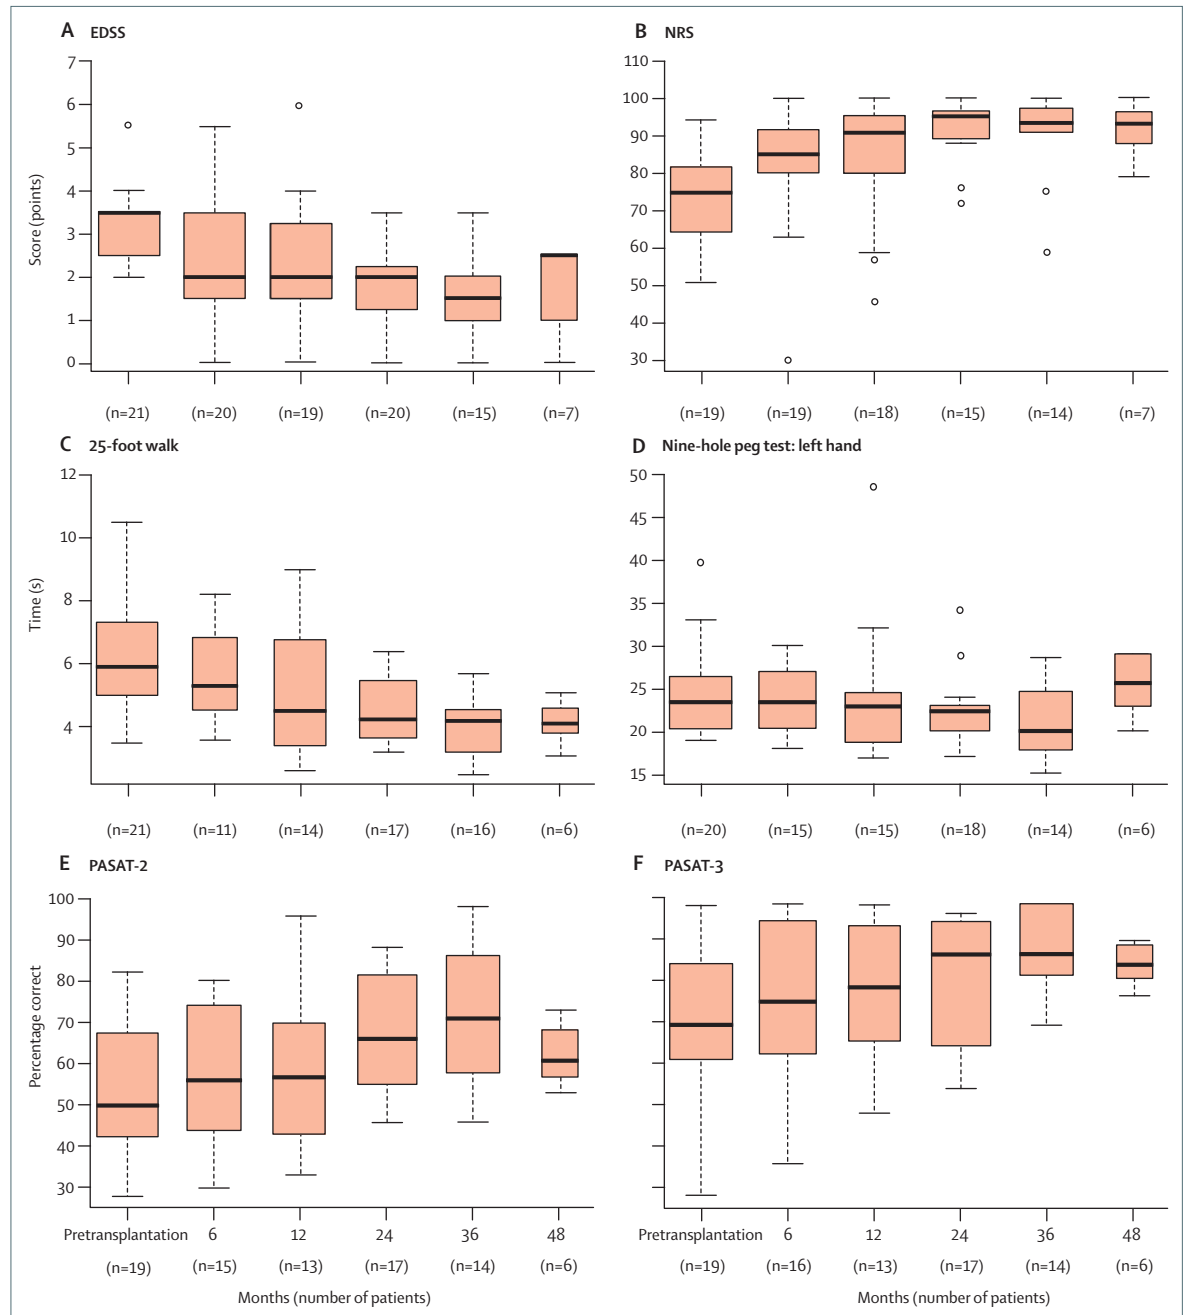 A EDSS
B NRS
Score (points)
7
6
5
4
3
2
1
0
110
100
90
80
70
60
50
40
30
(n=21) (n=20) (n=19) (n=20) (n=15) (n=7)
(n=19) (n=19) (n=18) (n=15) (n=14) (n=7)
C 25-foot walk
D Nine-hole peg test: left hand
Time (s)
12
10
8
6
4
50
45
40
35
30
25
20
15
(n=21) (n=11) (n=14) (n=17) (n=16) (n=6)
(n=20) (n=15) (n=15) (n=18) (n=14) (n=6)
E PASAT-2
F PASAT-3
Percentage correct
100
90
80
70
60
50
40
30
Pretransplantation 6 12 24 36 48
(n=19) (n=15) (n=13) (n=17) (n=14) (n=6)
Months (number of patients)
Pretransplantation 6 12 24 36 48
(n=19) (n=16) (n=13) (n=17) (n=14) (n=6)
Months (number of patients)